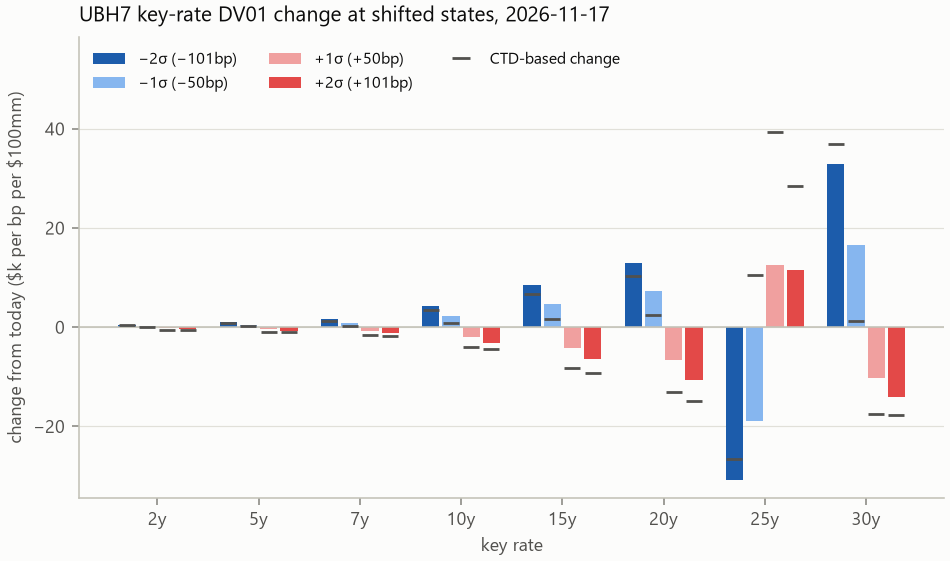 UBH7 key-rate DV01 change at shifted states, 2026-11-17
−2σ (−101bp)
−1σ (−50bp)
+1σ (+50bp)
+2σ (+101bp)
CTD-based change
change from today ($k per bp per $100mm)
40
20
0
−20
2y
5y
7y
10y
15y
20y
25y
30y
key rate